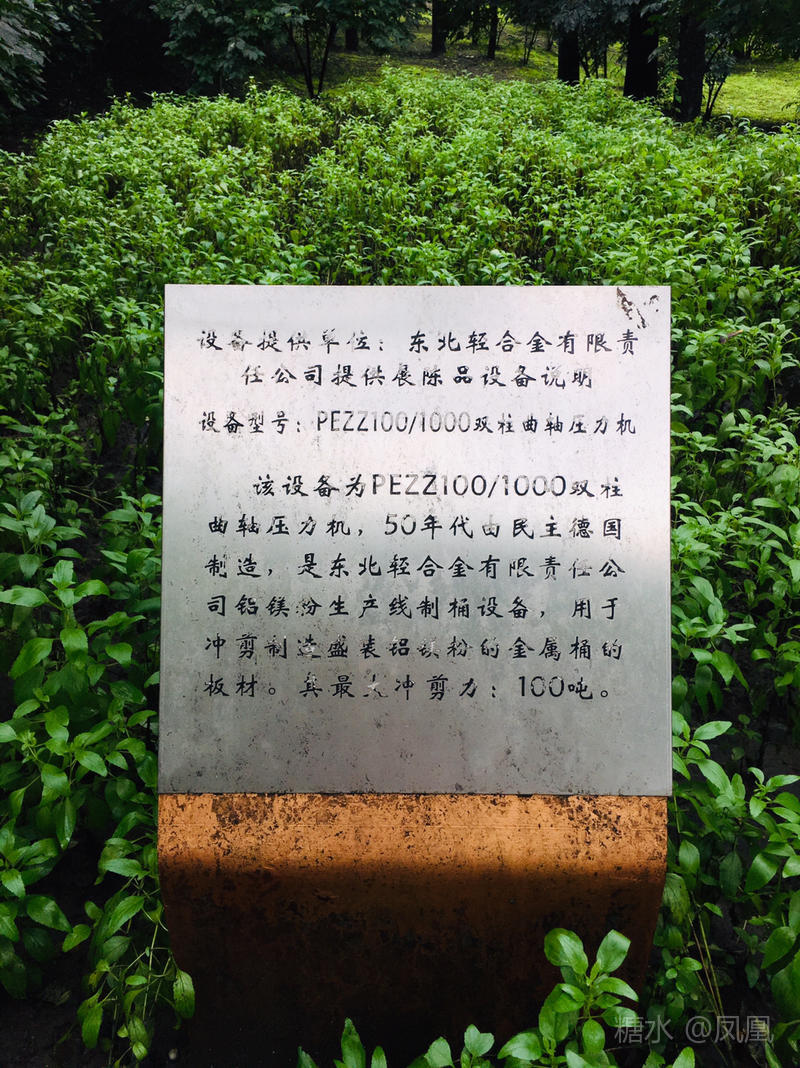 设备提供单位：东北轻合金有限责
任公司提供展陈品设备说明
设备型号：PEZZ100/1000双柱曲轴压力机
该设备为PEZZ100/1000双柱
曲轴压力机，50年代由民主德国
制造，是东北轻合金有限责任公
司铝镁粉生产线制桶设备，用于
冲剪制造盛装铝镁粉的金属桶的
板材。其最大冲剪力：100吨。
糖水 @凤凰